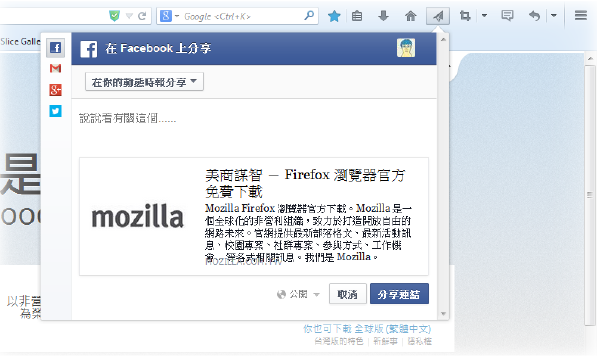 Google <Ctrl+K>
Slice Galle
在 Facebook 上分享
在你的動態時報分享
說說看有關這個......
是
mozilla
美商謀智 — Firefox 瀏覽器官方
免費下載
Mozilla Firefox 瀏覽器官方下載。Mozilla 是一
個全球化的非營利組織，致力於打造開放自由的
網路未來。官網提供最新部落格文、最新活動訊
息、校園專案、社群專案、參與方式、工作機
會 等各式相關訊息。我們是 Mozilla。
MOZILLA.COM.TW
公開
取消
分享連結
以非營
為榮
你也可下載 全球版 (繁體中文)
台灣版的特色 | 新鮮事 |